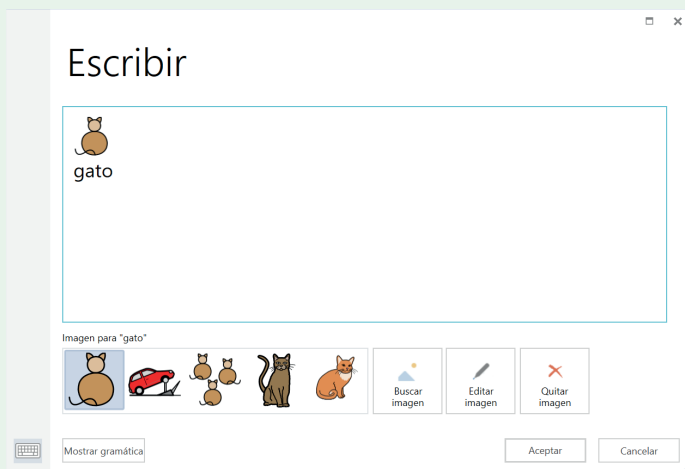 Escribir
gato
Imagen para "gato"
Buscar
imagen
Editar
imagen
Quitar
imagen
Mostrar gramática
Aceptar
Cancelar